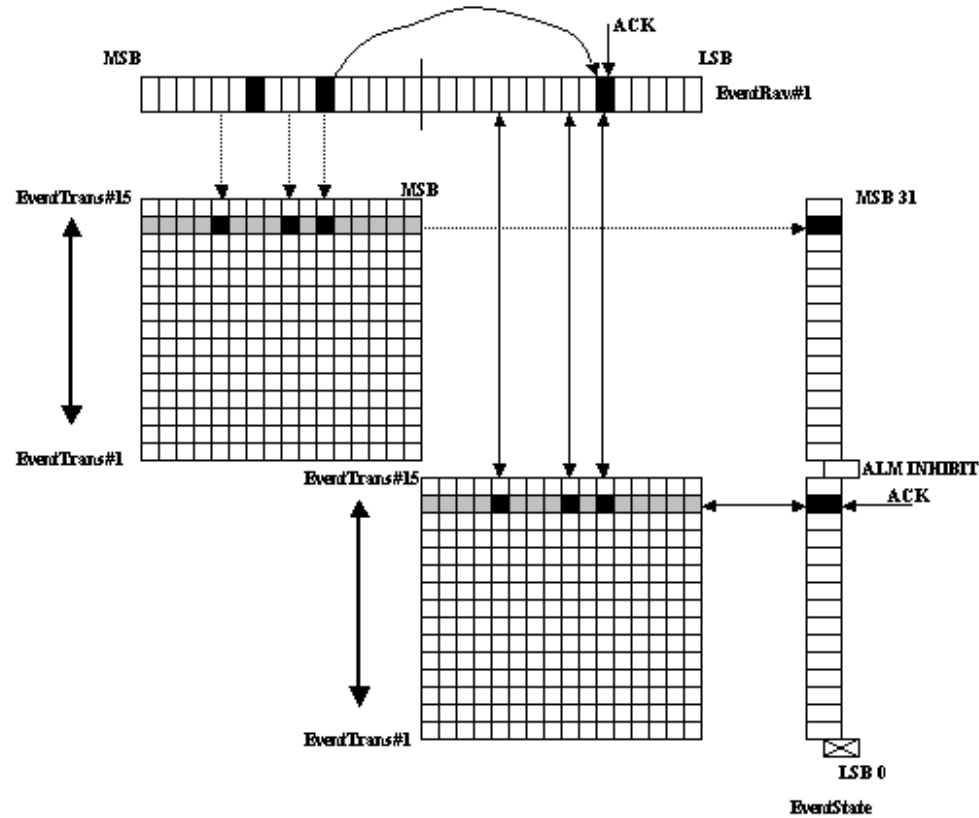 ACK
MSB
LSB
EventRaw#1
EventTrans#15
MSB
MSB 31
EventTrans#1
EventTrans#15
ALM INHIBIT
ACK
EventTrans#1
LSB 0
EventState